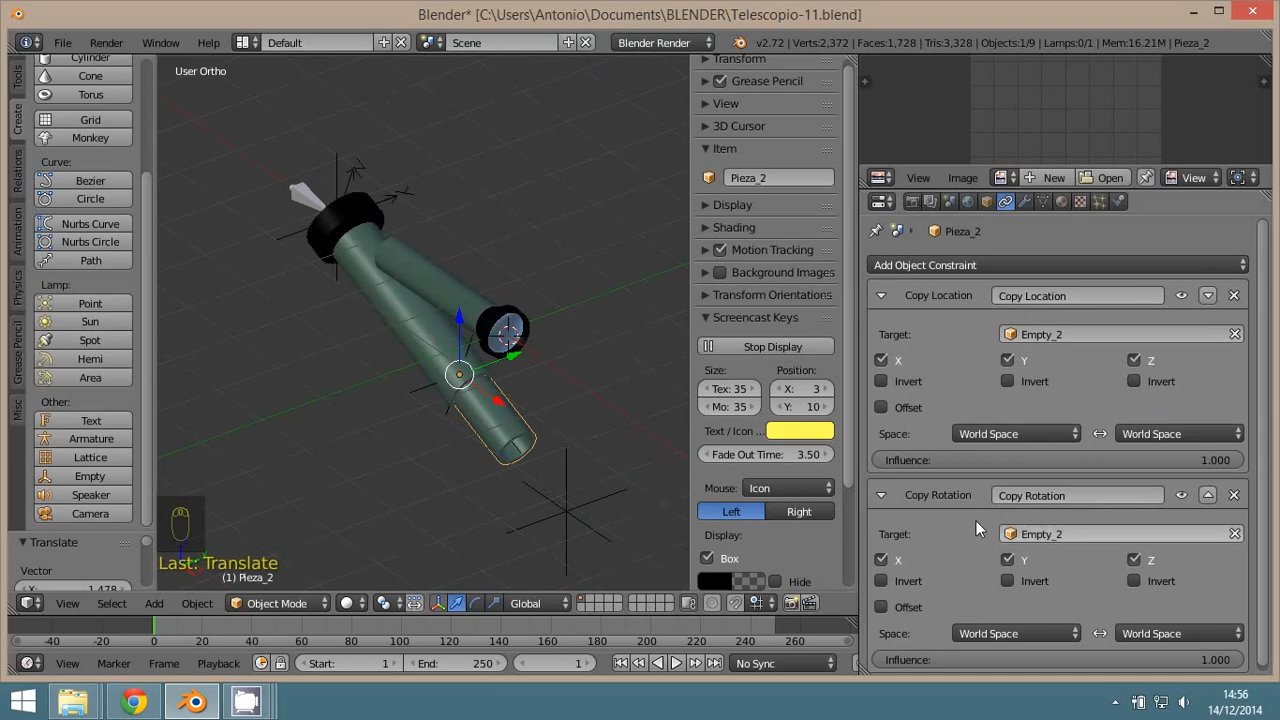 Blender* [C:\Users\Antonio\Documents\BLENDER\Telescopio-11.blend]
File Render Window Help Default Scene Blender Render v2.72 | Verts:2,372 | Faces:1,728 | Tris:3,328 | Objects:1/9 | Lamps:0/1 | Mem:16.21M | Pieza_2
Tools
Create
Relations
Animation
Physics
Grease Pencil
Misc
Cylinder
Cone
Torus
Grid
Monkey
Curve:
Bezier
Circle
Nurbs Curve
Nurbs Circle
Path
Lamp:
Point
Sun
Spot
Hemi
Area
Other:
Text
Armature
Lattice
Empty
Speaker
Camera
Translate
Vector
X: 1.478
User Ortho
Last: Translate
(1) Pieza_2
View Select Add Object Object Mode Global
Transform
Grease Pencil
View
3D Cursor
Item
Pieza_2
Display
Shading
Motion Tracking
Background Images
Transform Orientations
Screencast Keys
Stop Display
Size: Position:
Tex: 35 X: 3
Mo: 35 Y: 10
Text / Icon ...
Fade Out Time: 3.50
Mouse: Icon
Left Right
Display:
Box
Hide
View Image New Open View
Pieza_2
Add Object Constraint
Copy Location Copy Location
Target: Empty_2
X Y Z
Invert Invert Invert
Offset
Space: World Space World Space
Influence: 1.000
Copy Rotation Copy Rotation
Target: Empty_2
X Y Z
Invert Invert Invert
Offset
Space: World Space World Space
Influence: 1.000
-40 -20 0 20 40 60 80 100 120 140 160 180 200 220 240 260
View Marker Frame Playback Start: 1 End: 250 1 No Sync
14:56
14/12/2014